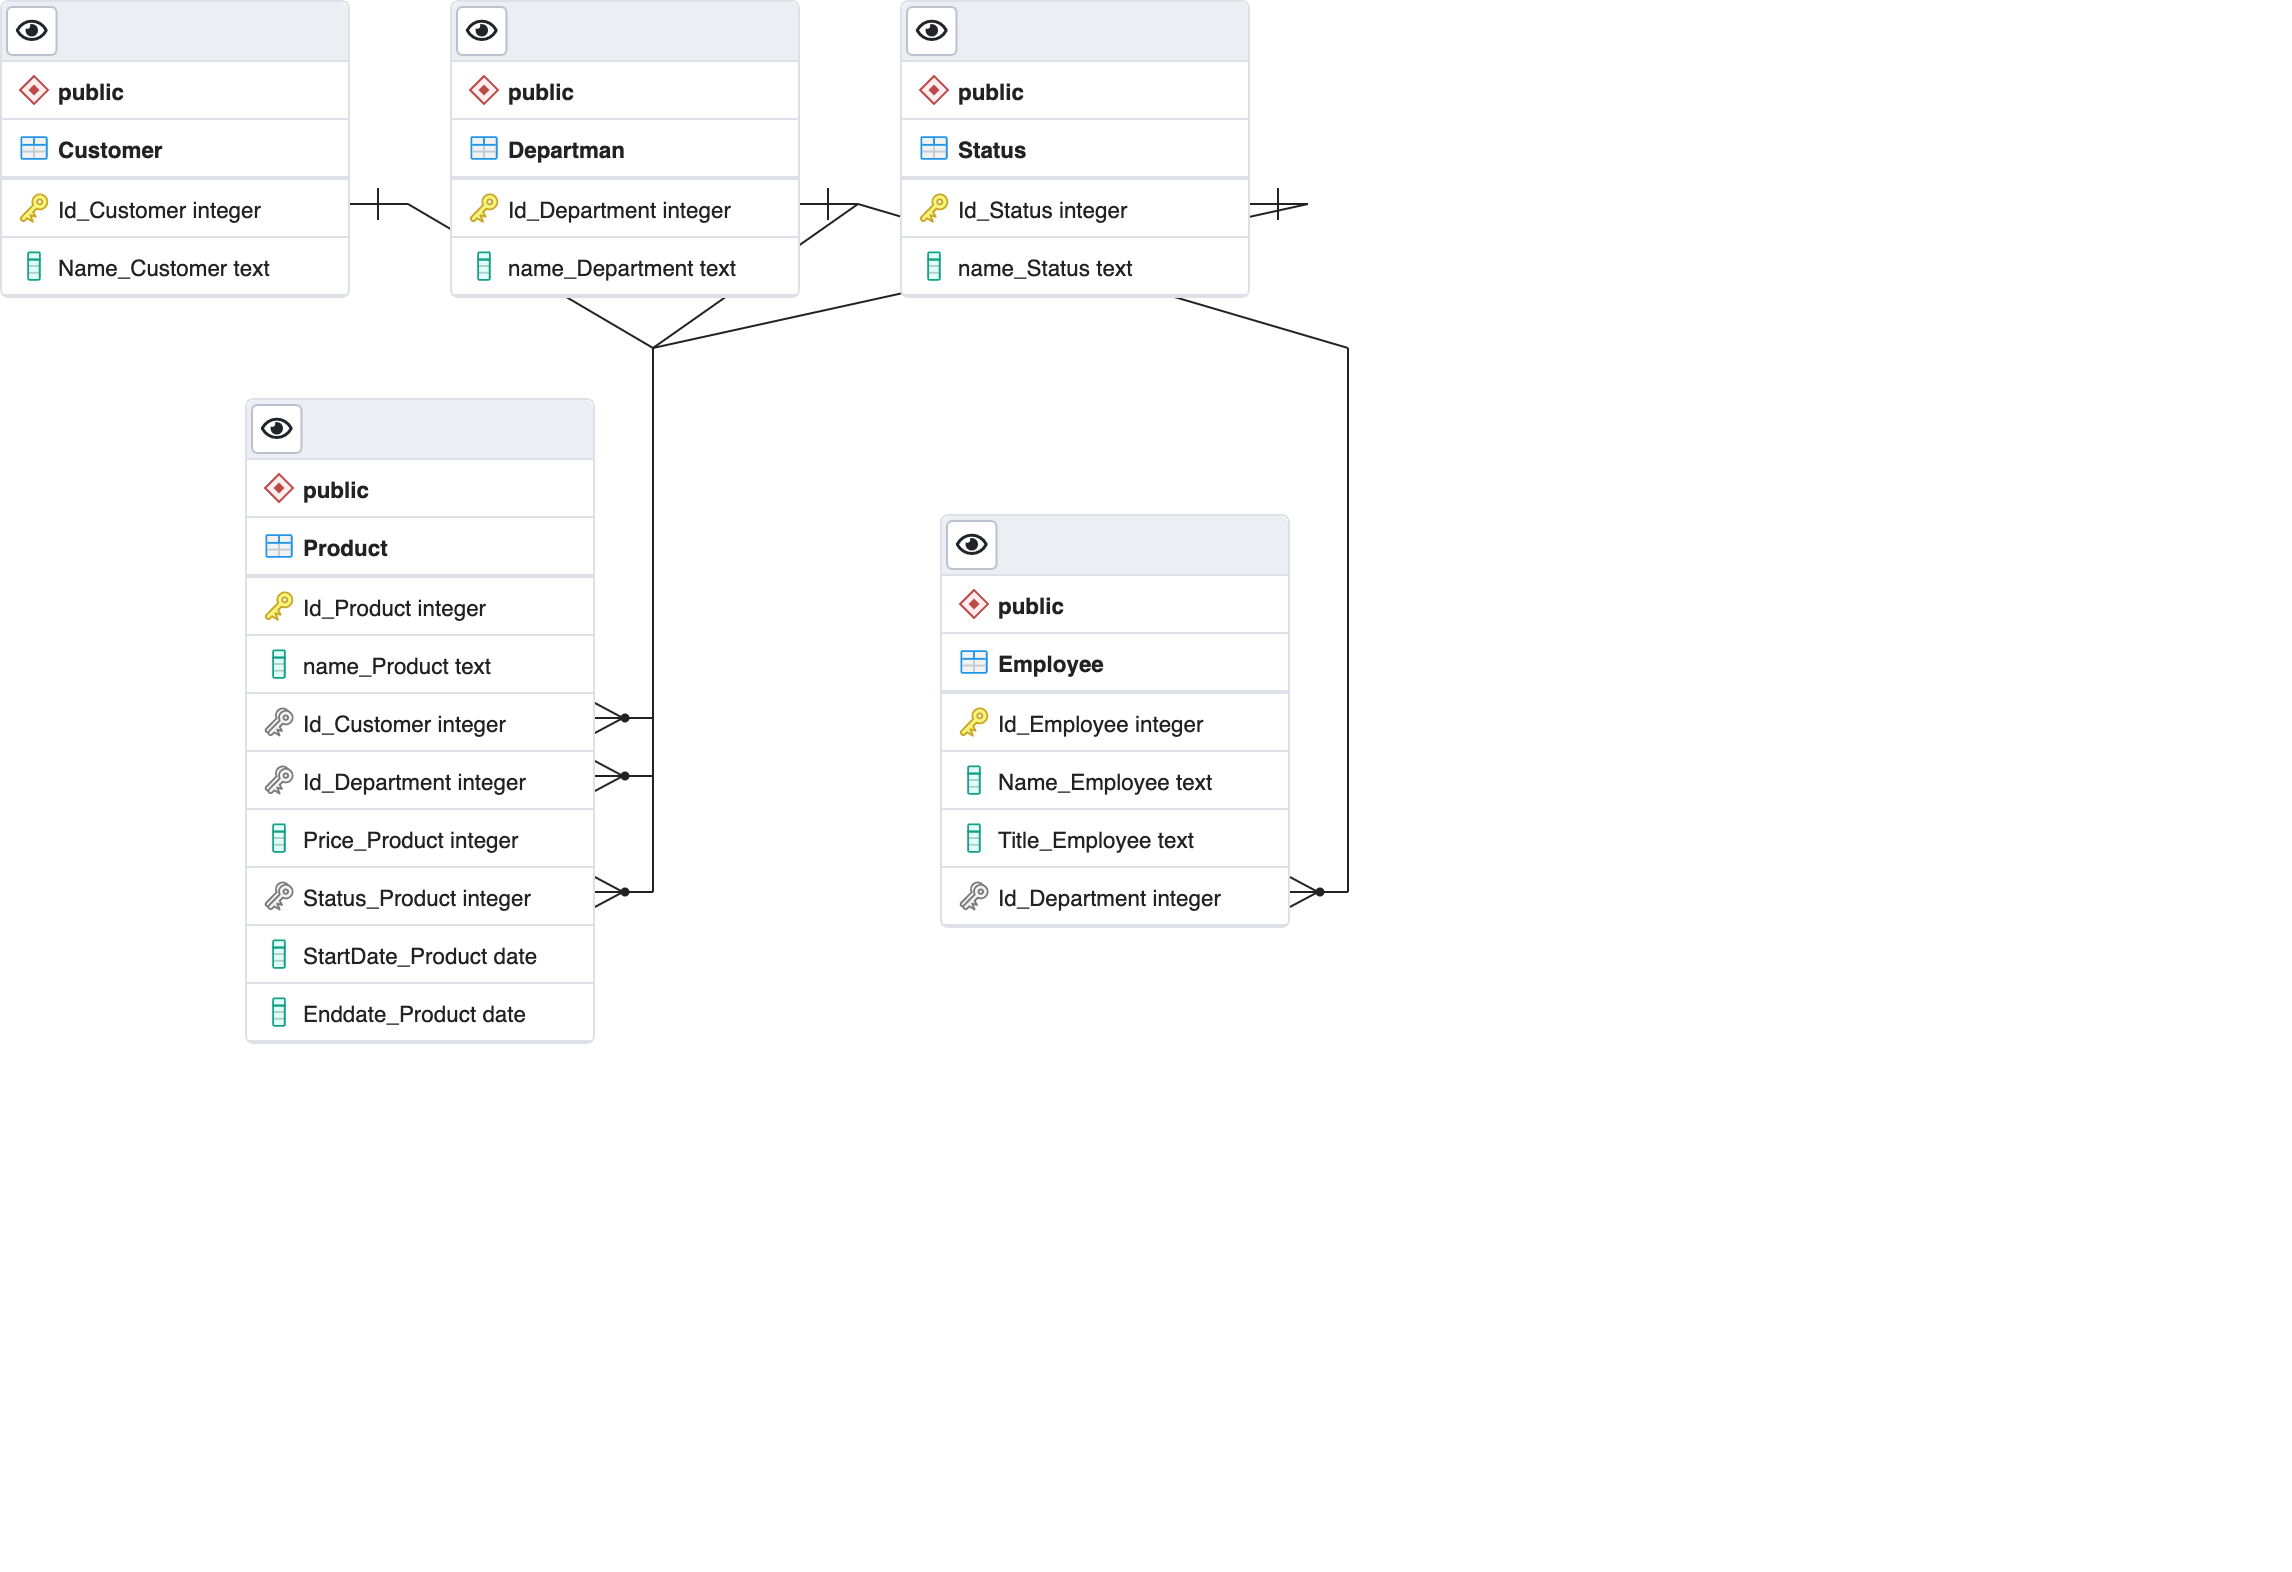 public
Customer
Id_Customer integer
Name_Customer text
public
Departman
Id_Department integer
name_Department text
public
Status
Id_Status integer
name_Status text
public
Product
Id_Product integer
name_Product text
Id_Customer integer
Id_Department integer
Price_Product integer
Status_Product integer
StartDate_Product date
Enddate_Product date
public
Employee
Id_Employee integer
Name_Employee text
Title_Employee text
Id_Department integer